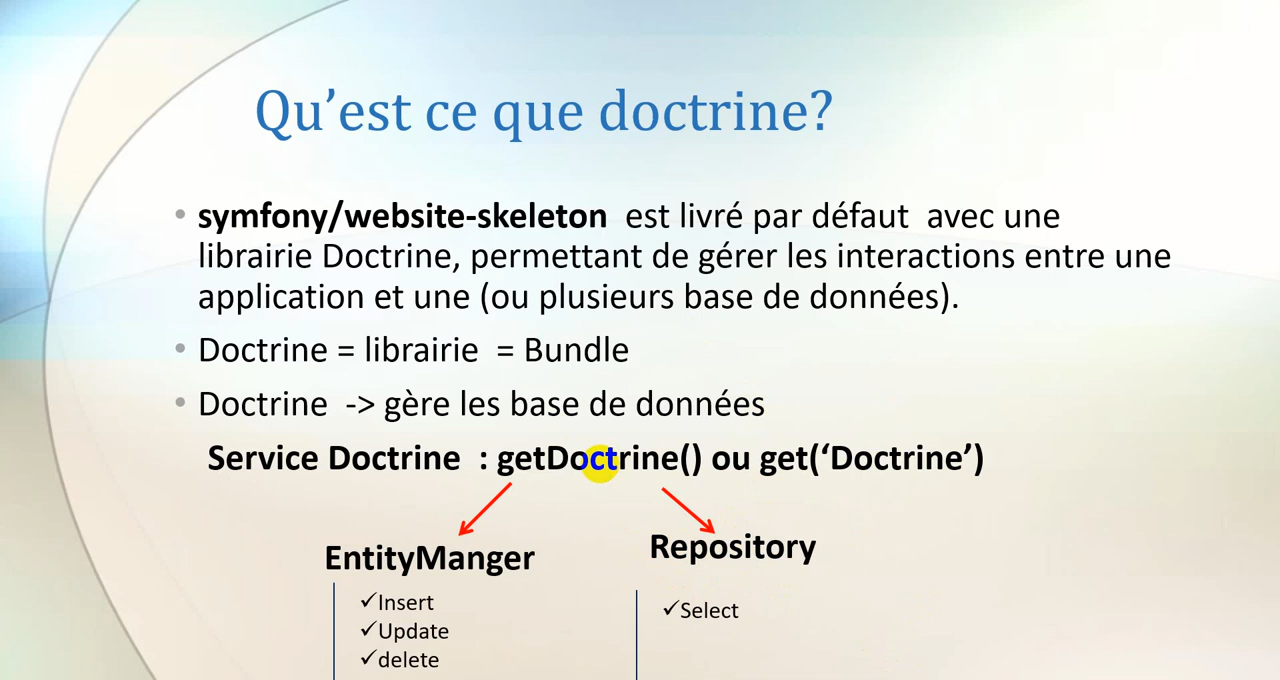 Qu’est ce que doctrine?
• symfony/website-skeleton est livré par défaut avec une
librairie Doctrine, permettant de gérer les interactions entre une
application et une (ou plusieurs base de données).
• Doctrine = librairie = Bundle
• Doctrine -> gère les base de données
Service Doctrine : getDoctrine() ou get(‘Doctrine’)
EntityManger
Repository
✓Insert
✓Select
✓Update
✓delete